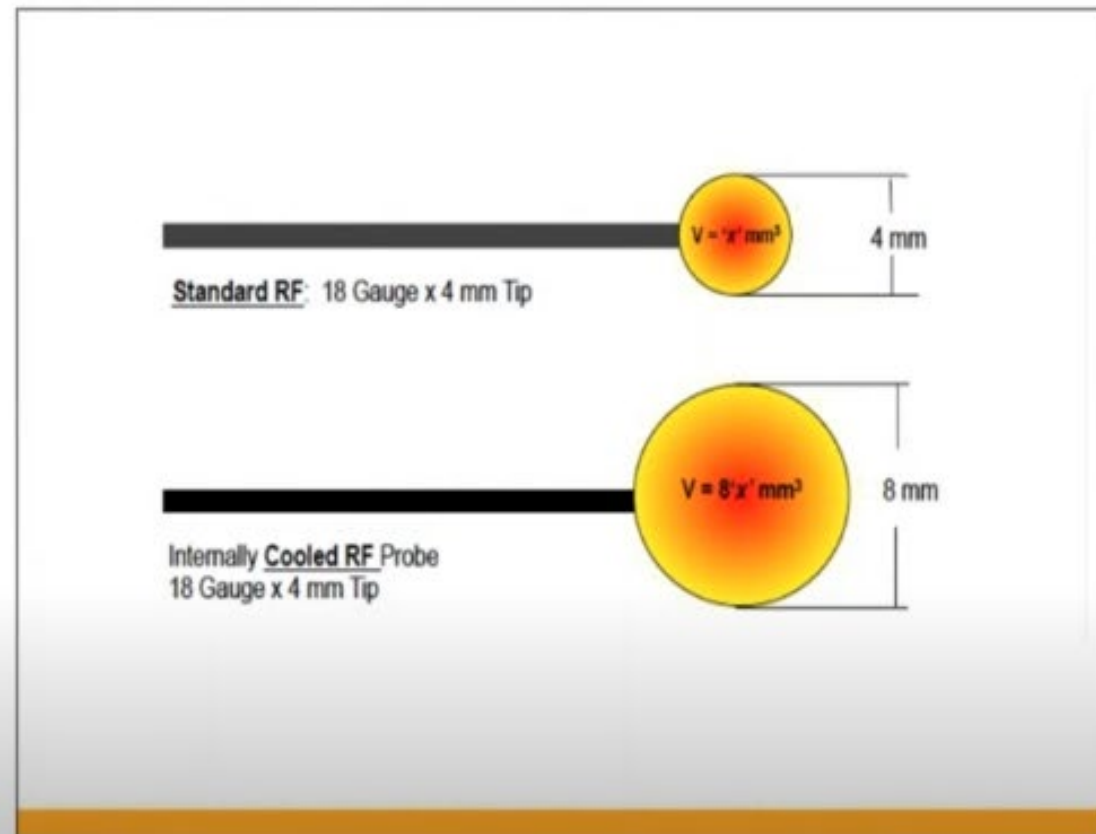 V = 'x' mm³
4 mm
Standard RF: 18 Gauge x 4 mm Tip
V = 8'x' mm³
8 mm
Internally Cooled RF Probe
18 Gauge x 4 mm Tip